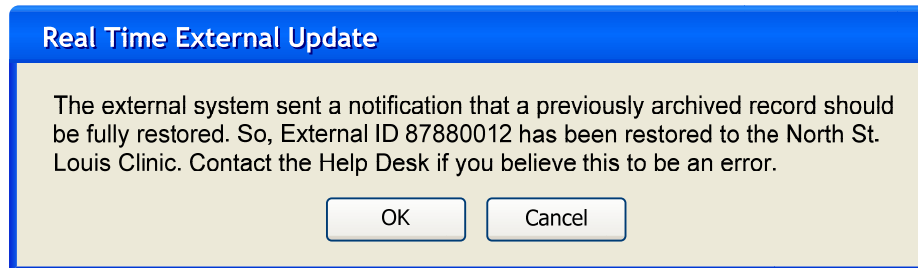 Real Time External Update
The external system sent a notification that a previously archived record should
be fully restored. So, External ID 87880012 has been restored to the North St.
Louis Clinic. Contact the Help Desk if you believe this to be an error.
OK Cancel